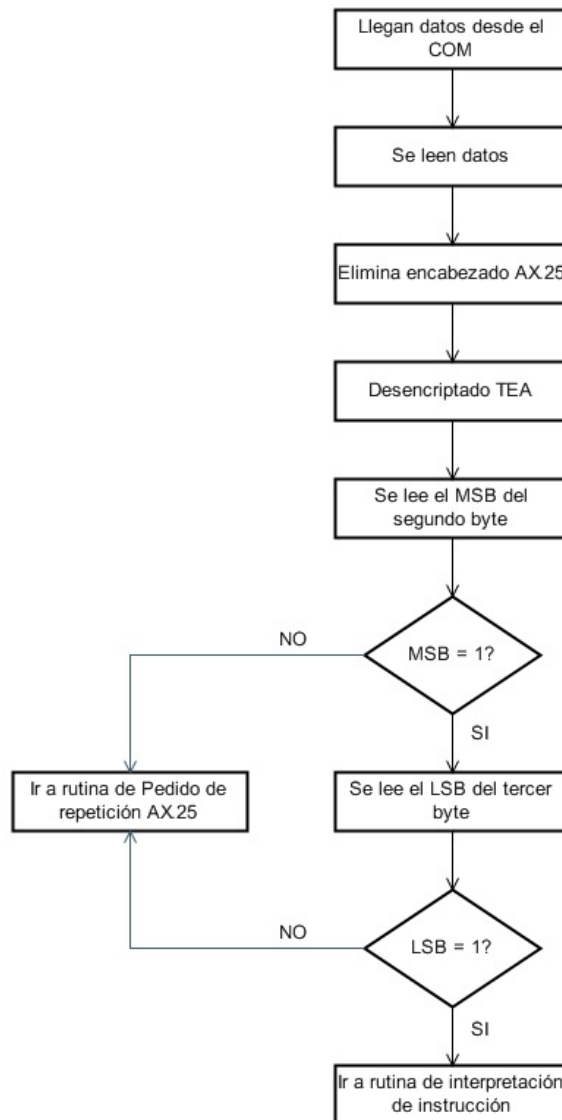 Llegan datos desde el
COM
Se leen datos
Elimina encabezado AX.25
Desencriptado TEA
Se lee el MSB del
segundo byte
MSB = 1?
NO
SI
Ir a rutina de Pedido de
repetición AX.25
Se lee el LSB del tercer
byte
LSB = 1?
NO
SI
Ir a rutina de interpretación
de instrucción